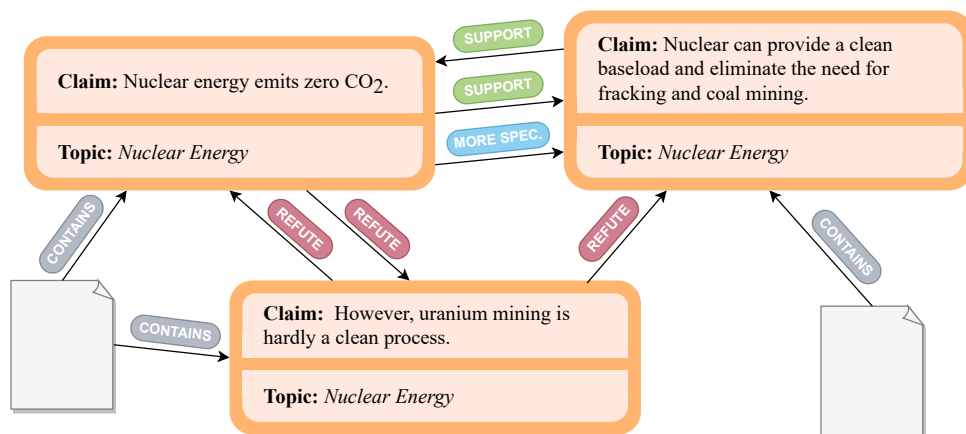 SUPPORT
Claim: Nuclear energy emits zero CO2.
SUPPORT
MORE SPEC.
Topic: Nuclear Energy
Claim: Nuclear can provide a clean
baseload and eliminate the need for
fracking and coal mining.
Topic: Nuclear Energy
CONTAINS
REFUTE
REFUTE
REFUTE
CONTAINS
CONTAINS
Claim: However, uranium mining is
hardly a clean process.
Topic: Nuclear Energy